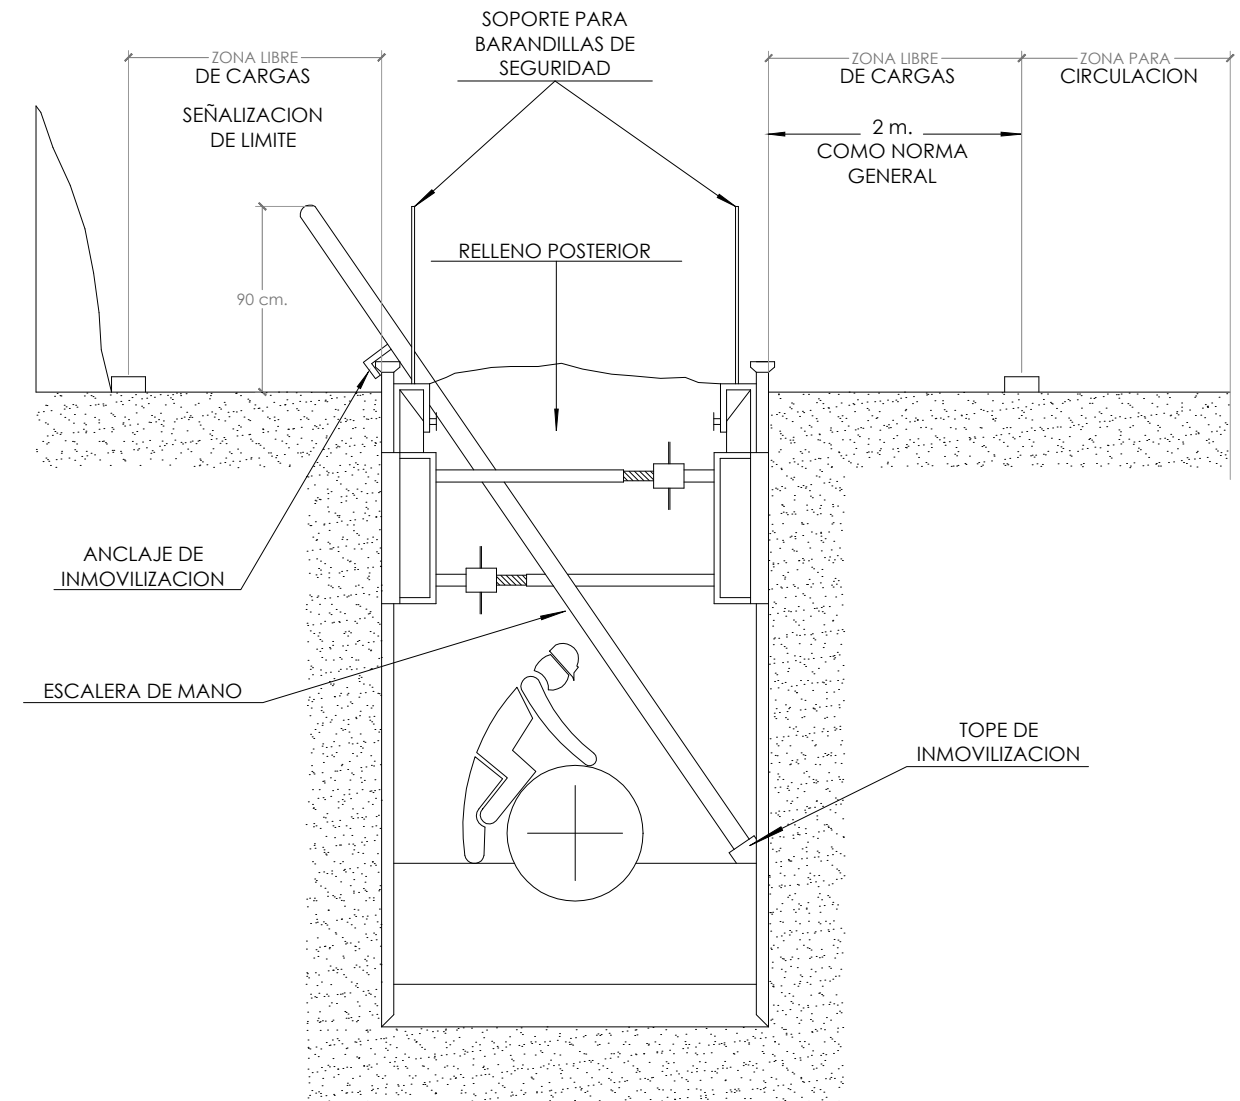 SOPORTE PARA
BARANDILLAS DE
SEGURIDAD
ZONA LIBRE
DE CARGAS
SEÑALIZACION
DE LIMITE
ZONA LIBRE
DE CARGAS
ZONA PARA
CIRCULACION
2 m.
COMO NORMA
GENERAL
RELLENO POSTERIOR
90 cm.
ANCLAJE DE
INMOVILIZACION
ESCALERA DE MANO
TOPE DE
INMOVILIZACION